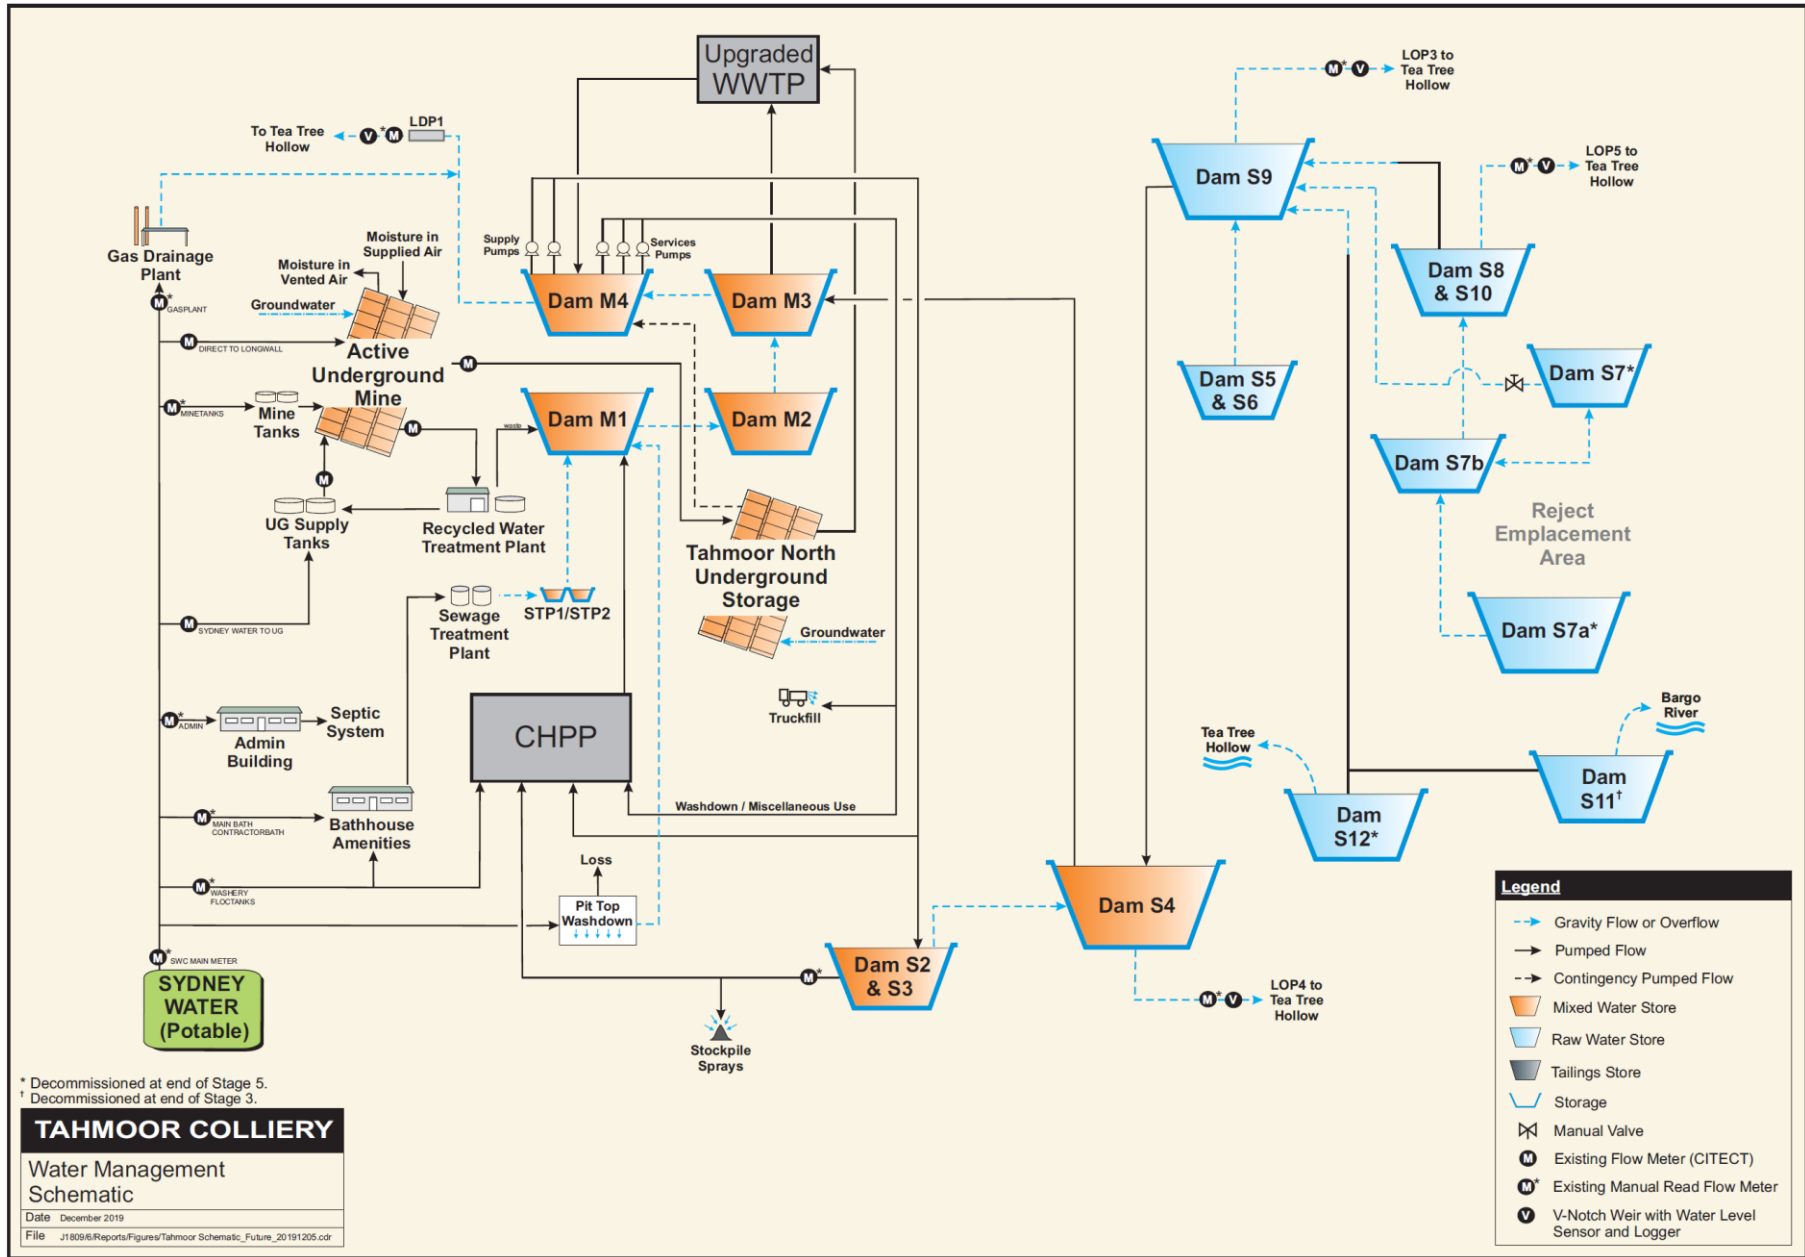 Upgraded
WWTP
LOP3 to
Tea Tree
Hollow
M*
V
LDP1
To Tea Tree
Hollow
V
*M
Dam S9
LOP5 to
Tea Tree
Hollow
M*
V
Gas Drainage
Plant
Moisture in
Supplied Air
Moisture in
Vented Air
Groundwater
Supply
Pumps
Services
Pumps
Dam M4
Dam M3
Dam S8
& S10
M*
GASPLANT
M
DIRECT TO LONGWALL
Active
Underground
Mine
M
Dam S5
& S6
Dam S7*
M*
MINETANKS
Mine
Tanks
M
waste
Dam M1
Dam M2
Dam S7b
M
UG Supply
Tanks
Recycled Water
Treatment Plant
Tahmoor North
Underground
Storage
Reject
Emplacement
Area
M
SYDNEY WATER TO UG
Sewage
Treatment
Plant
STP1/STP2
Groundwater
Dam S7a*
M*
ADMIN
Septic
System
Admin
Building
CHPP
Truckfill
Tea Tree
Hollow
Bargo
River
Dam
S11†
Dam
S12*
M*
MAIN BATH
CONTRACTORBATH
Bathhouse
Amenities
Washdown / Miscellaneous Use
M*
WASHERY
FLOCTANKS
Loss
Pit Top
Washdown
Dam S4
M*
SWC MAIN METER
SYDNEY
WATER
(Potable)
M*
Dam S2
& S3
Stockpile
Sprays
M*
V
LOP4 to
Tea Tree
Hollow
Legend
Gravity Flow or Overflow
Pumped Flow
Contingency Pumped Flow
Mixed Water Store
Raw Water Store
Tailings Store
Storage
Manual Valve
M
Existing Flow Meter (CITECT)
M*
Existing Manual Read Flow Meter
V
V-Notch Weir with Water Level
Sensor and Logger
* Decommissioned at end of Stage 5.
† Decommissioned at end of Stage 3.
TAHMOOR COLLIERY
Water Management
Schematic
Date December 2019
File J1809/6/Reports/Figures/Tahmoor Schematic_Future_20191205.cdr